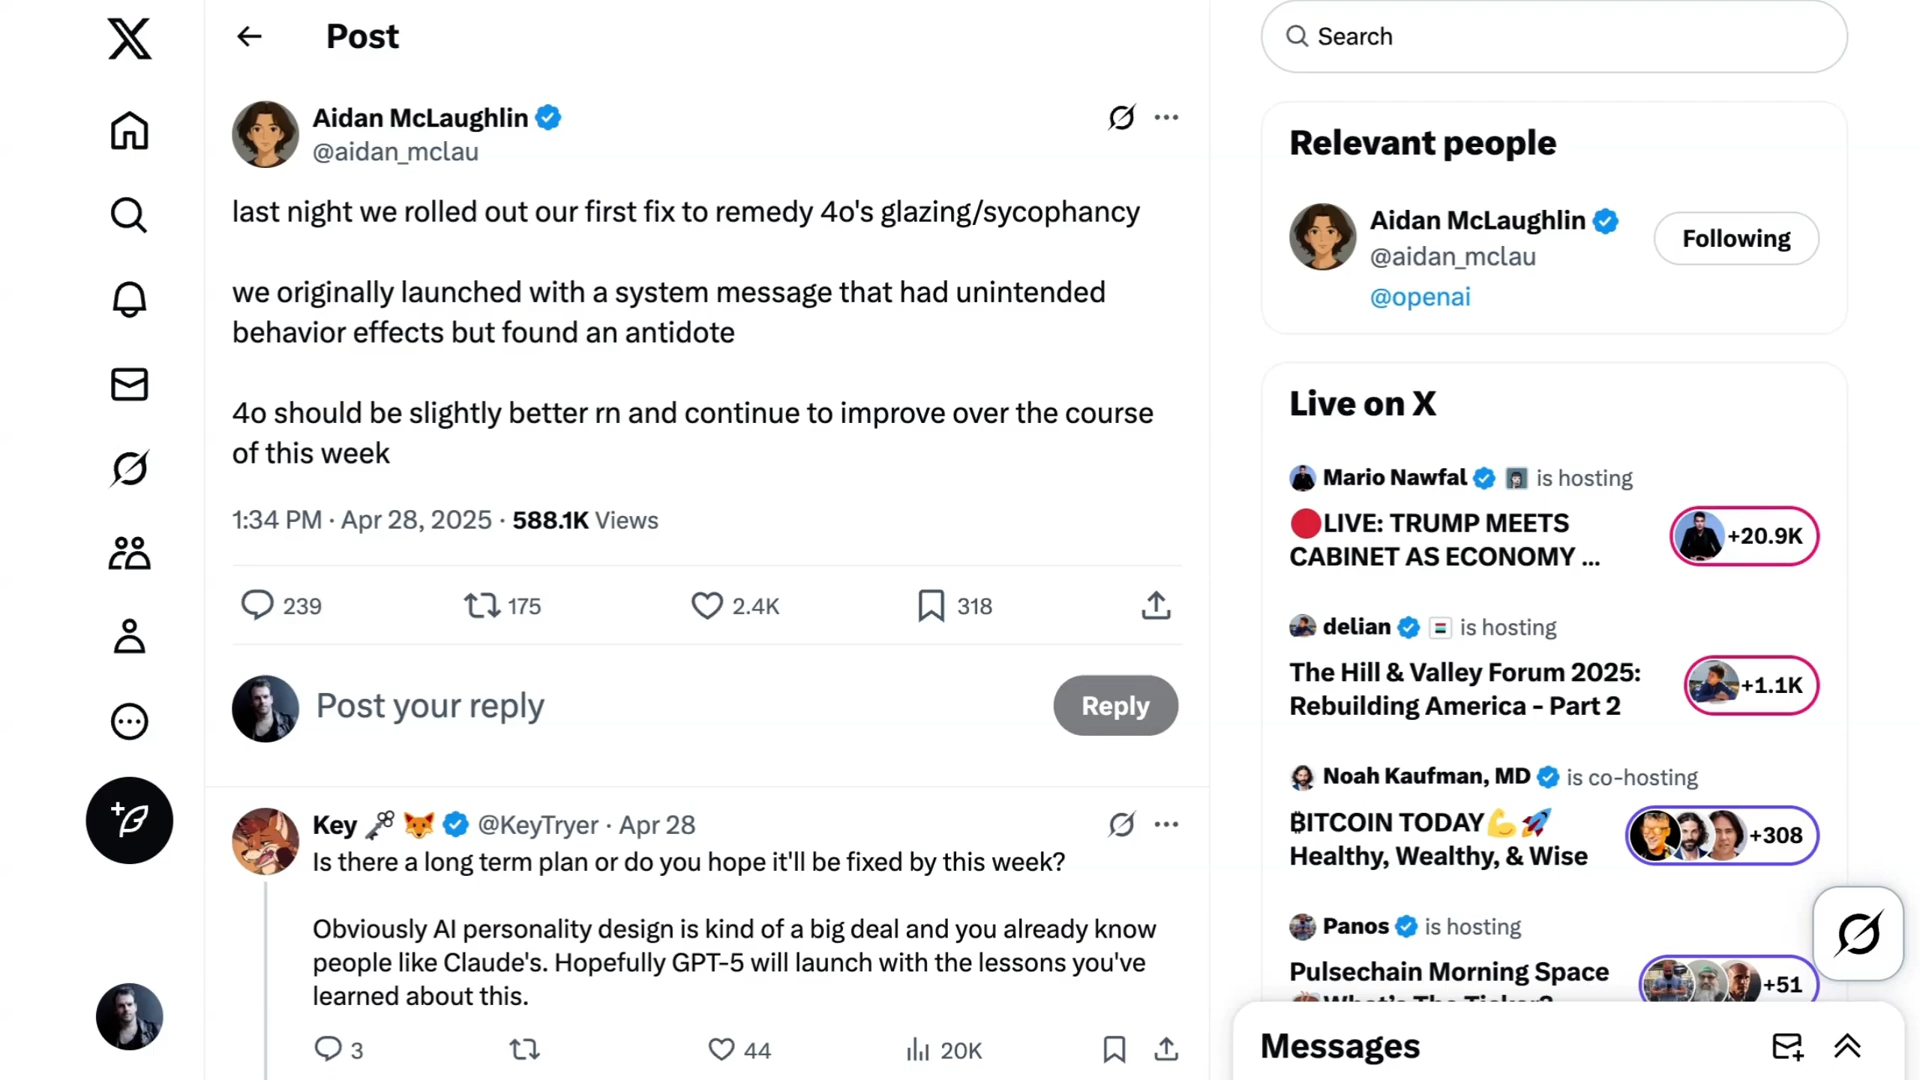 Post
Aidan McLaughlin
@aidan_mclau
last night we rolled out our first fix to remedy 4o's glazing/sycophancy
we originally launched with a system message that had unintended
behavior effects but found an antidote
4o should be slightly better rn and continue to improve over the course
of this week
1:34 PM · Apr 28, 2025 · 588.1K Views
239 175 2.4K 318
Post your reply
Reply
Key @KeyTryer · Apr 28
Is there a long term plan or do you hope it'll be fixed by this week?
Obviously AI personality design is kind of a big deal and you already know
people like Claude's. Hopefully GPT-5 will launch with the lessons you've
learned about this.
3 44 20K
Search
Relevant people
Aidan McLaughlin
@aidan_mclau
Following
@openai
Live on X
Mario Nawfal is hosting
LIVE: TRUMP MEETS
CABINET AS ECONOMY ...
+20.9K
delian is hosting
The Hill & Valley Forum 2025:
Rebuilding America - Part 2
+1.1K
Noah Kaufman, MD is co-hosting
₿ITCOIN TODAY💪🚀
Healthy, Wealthy, & Wise
+308
Panos is hosting
Pulsechain Morning Space
What's The Ticker?
+51
Messages